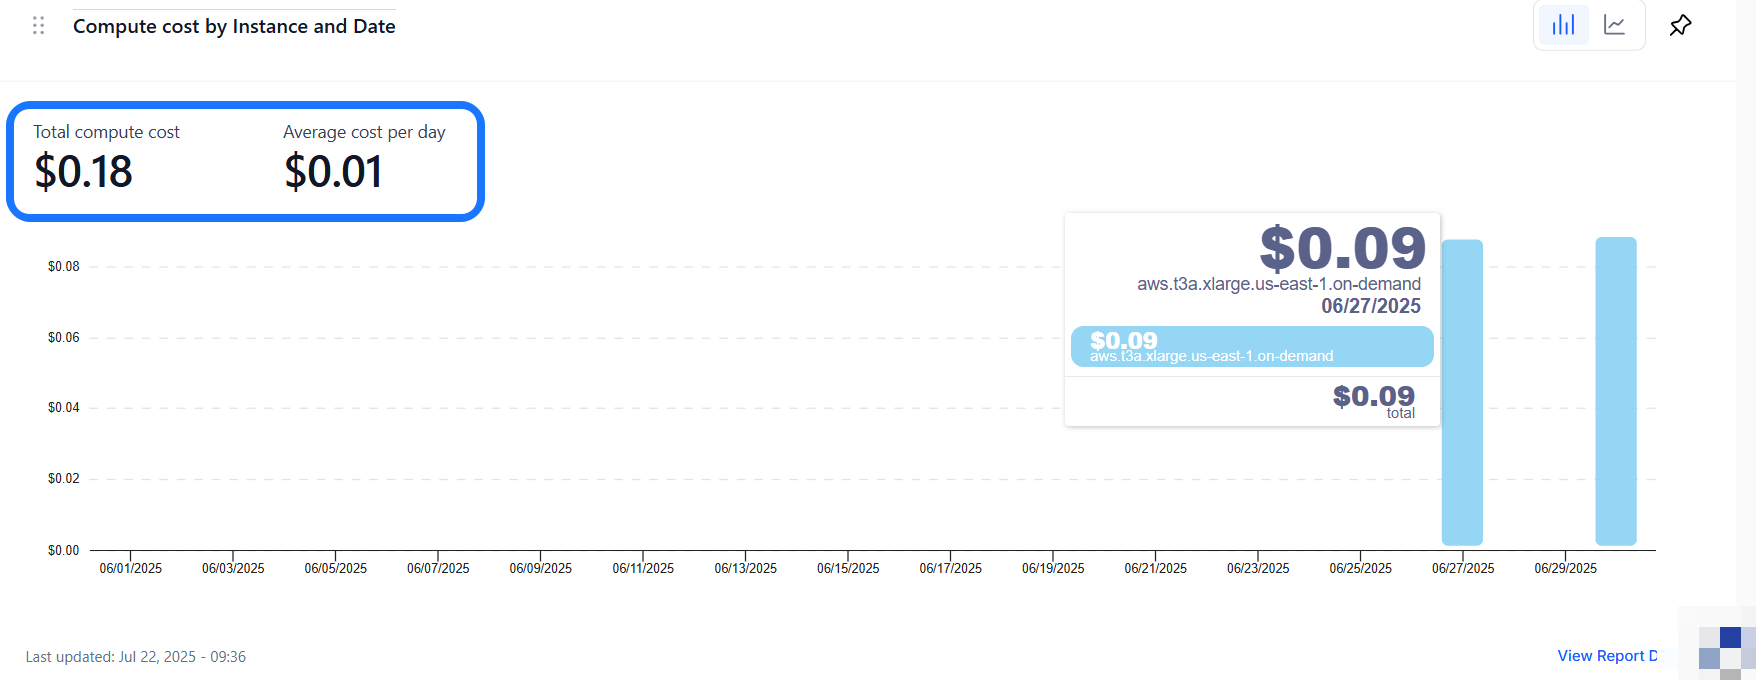 Compute cost by Instance and Date
Total compute cost
Average cost per day
$0.18
$0.01
$0.09
aws.t3a.xlarge.us-east-1.on-demand
06/27/2025
$0.09
aws.t3a.xlarge.us-east-1.on-demand
$0.09
total
$0.08
$0.06
$0.04
$0.02
$0.00
06/01/2025 06/03/2025 06/05/2025 06/07/2025 06/09/2025 06/11/2025 06/13/2025 06/15/2025 06/17/2025 06/19/2025 06/21/2025 06/23/2025 06/25/2025 06/27/2025 06/29/2025
Last updated: Jul 22, 2025 - 09:36
View Report D